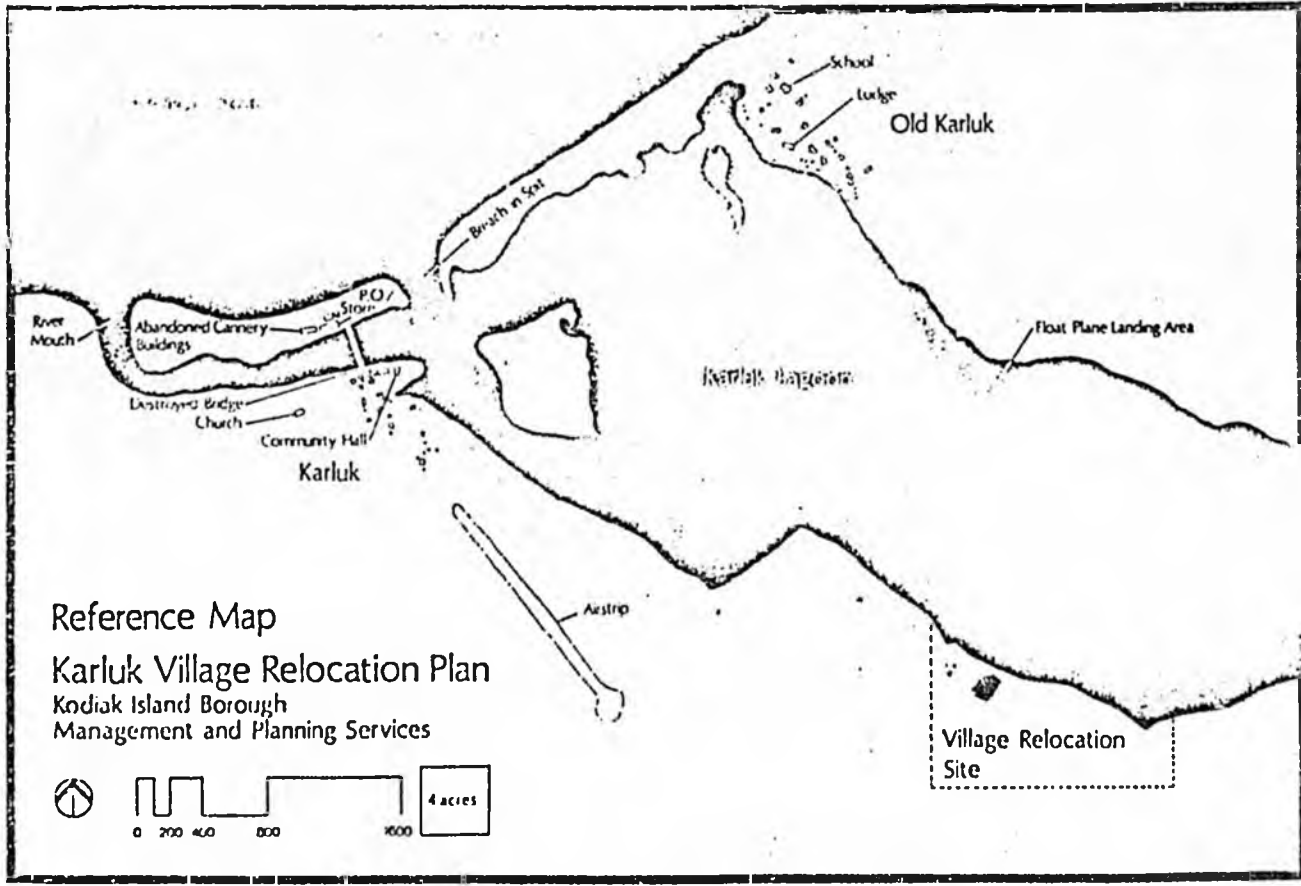 School
Lodge
Old Karluk
Breach in Spit
P.O./
Store
River
Mouth
Abandoned Cannery
Buildings
Float Plane Landing Area
Karluk Lagoon
Destroyed Bridge
Church
Community Hall
Karluk
Airstrip
Reference Map
Karluk Village Relocation Plan
Kodiak Island Borough
Management and Planning Services
Village Relocation
Site
4 acres
0 200 400 800 1600